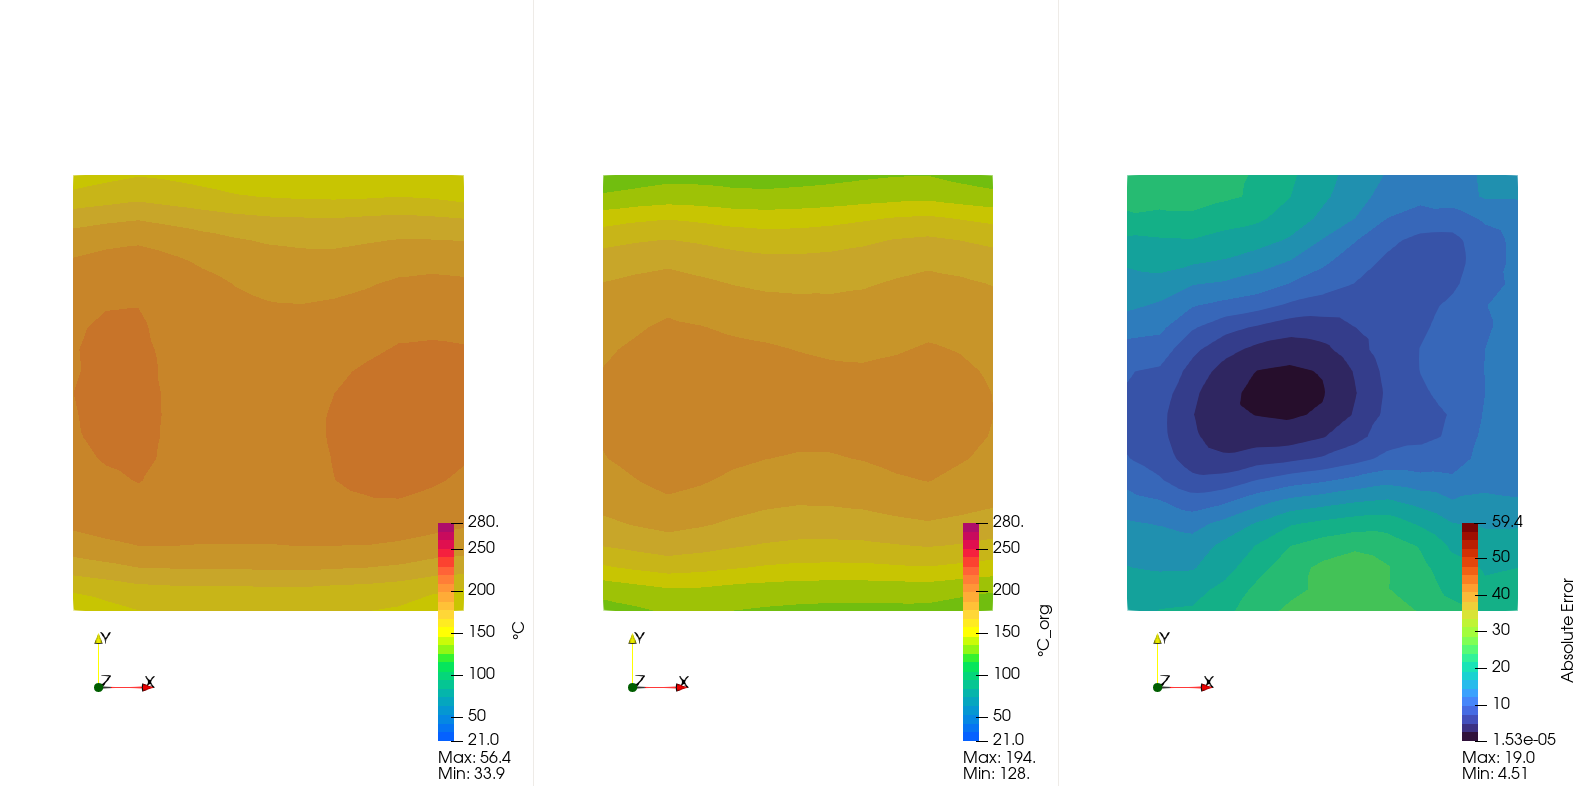 280.
250
200
150
100
50
21.0
°C
Max: 56.4
Min: 33.9
Y
Z
X
280.
250
200
150
100
50
21.0
°C_org
Max: 194.
Min: 128.
Y
Z
X
59.4
50
40
30
20
10
1.53e-05
Absolute Error
Max: 19.0
Min: 4.51
Y
Z
X